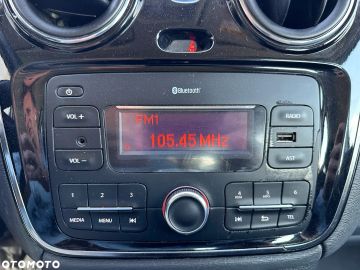 Bluetooth
VOL +
FM1
RADIO
105.45 MHz
VOL –
AST
1 2 3 4 5 6
MEDIA MENU TEL
OTOMOTO